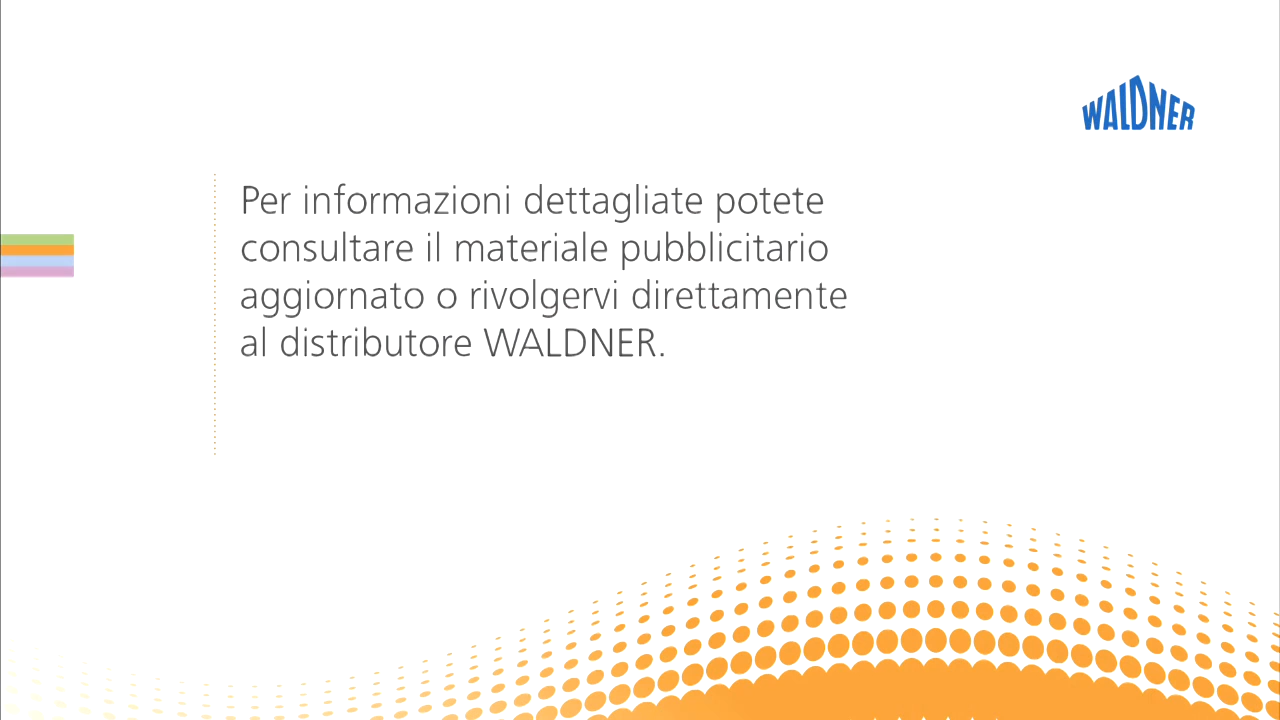 WALDNER
Per informazioni dettagliate potete
consultare il materiale pubblicitario
aggiornato o rivolgervi direttamente
al distributore WALDNER.